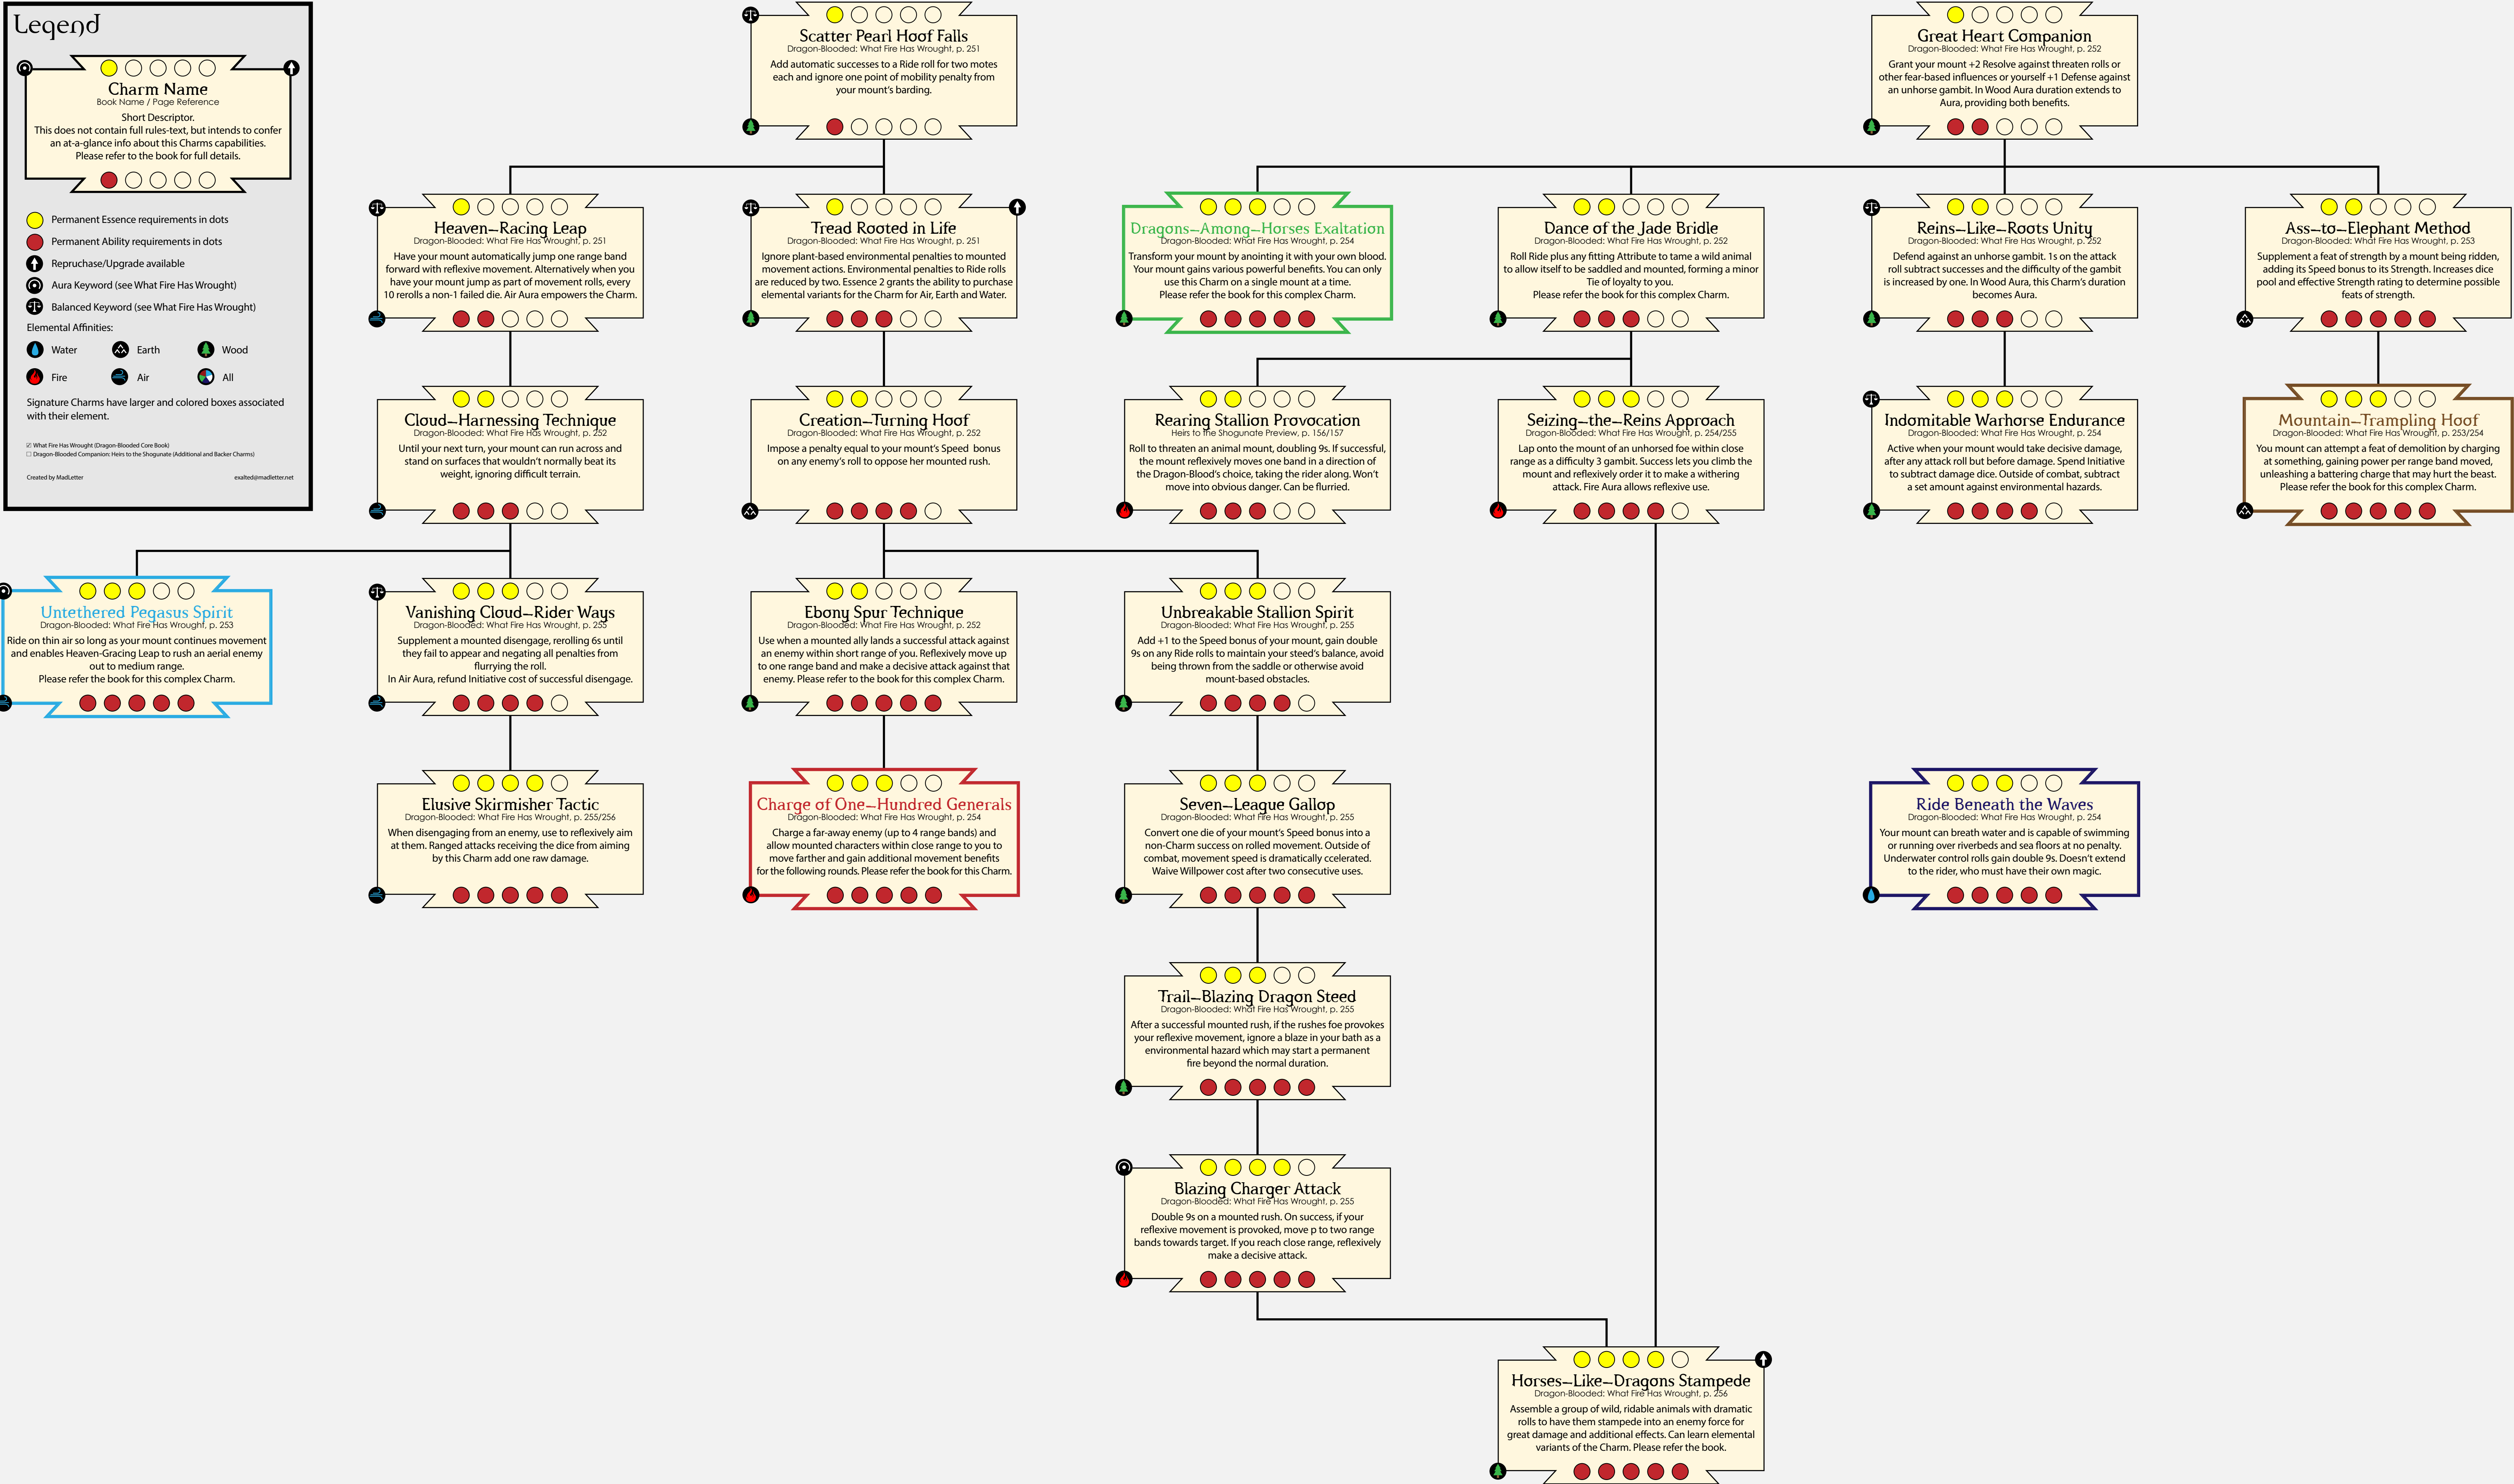 Legend
Charm Name
Book Name / Page Reference
Short Descriptor.
This does not contain full rules-text, but intends to confer
an at-a-glance info about this Charms capabilities.
Please refer to the book for full details.
Permanent Essence requirements in dots
Permanent Ability requirements in dots
Repruchase/Upgrade available
Aura Keyword (see What Fire Has Wrought)
Balanced Keyword (see What Fire Has Wrought)
Elemental Affinities:
Water
Earth
Wood
Fire
Air
All
Signature Charms have larger and colored boxes associated
with their element.
☑ What Fire Has Wrought (Dragon-Blooded Core Book)
☐ Dragon-Blooded Companion: Heirs to the Shogunate (Additional and Backer Charms)
Created by MadLetter
exalted@madletter.net
Scatter Pearl Hoof Falls
Dragon-Blooded: What Fire Has Wrought, p. 251
Add automatic successes to a Ride roll for two motes
each and ignore one point of mobility penalty from
your mount's barding.
Great Heart Companion
Dragon-Blooded: What Fire Has Wrought, p. 252
Grant your mount +2 Resolve against threaten rolls or
other fear-based influences or yourself +1 Defense against
an unhorse gambit. In Wood Aura duration extends to
Aura, providing both benefits.
Heaven-Racing Leap
Dragon-Blooded: What Fire Has Wrought, p. 251
Have your mount automatically jump one range band
forward with reflexive movement. Alternatively when you
have your mount jump as part of movement rolls, every
10 rerolls a non-1 failed die. Air Aura empowers the Charm.
Tread Rooted in Life
Dragon-Blooded: What Fire Has Wrought, p. 251
Ignore plant-based environmental penalties to mounted
movement actions. Environmental penalties to Ride rolls
are reduced by two. Essence 2 grants the ability to purchase
elemental variants for the Charm for Air, Earth and Water.
Dragons-Among-Horses Exaltation
Dragon-Blooded: What Fire Has Wrought, p. 254
Transform your mount by anointing it with your own blood.
Your mount gains various powerful benefits. You can only
use this Charm on a single mount at a time.
Please refer the book for this complex Charm.
Dance of the Jade Bridle
Dragon-Blooded: What Fire Has Wrought, p. 252
Roll Ride plus any fitting Attribute to tame a wild animal
to allow itself to be saddled and mounted, forming a minor
Tie of loyalty to you.
Please refer the book for this complex Charm.
Reins-Like-Roots Unity
Dragon-Blooded: What Fire Has Wrought, p. 252
Defend against an unhorse gambit. 1s on the attack
roll subtract successes and the difficulty of the gambit
is increased by one. In Wood Aura, this Charm's duration
becomes Aura.
Ass-to-Elephant Method
Dragon-Blooded: What Fire Has Wrought, p. 253
Supplement a feat of strength by a mount being ridden,
adding its Speed bonus to its Strength. Increases dice
pool and effective Strength rating to determine possible
feats of strength.
Cloud-Harnessing Technique
Dragon-Blooded: What Fire Has Wrought, p. 252
Until your next turn, your mount can run across and
stand on surfaces that wouldn't normally beat its
weight, ignoring difficult terrain.
Creation-Turning Hoof
Dragon-Blooded: What Fire Has Wrought, p. 252
Impose a penalty equal to your mount's Speed bonus
on any enemy's roll to oppose her mounted rush.
Rearing Stallion Provocation
Heirs to the Shogunate Preview, p. 156/157
Roll to threaten an animal mount, doubling 9s. If successful,
the mount reflexively moves one band in a direction of
the Dragon-Blood's choice, taking the rider along. Won't
move into obvious danger. Can be flurried.
Seizing-the-Reins Approach
Dragon-Blooded: What Fire Has Wrought, p. 254/255
Lap onto the mount of an unhorsed foe within close
range as a difficulty 3 gambit. Success lets you climb the
mount and reflexively order it to make a withering
attack. Fire Aura allows reflexive use.
Indomitable Warhorse Endurance
Dragon-Blooded: What Fire Has Wrought, p. 254
Active when your mount would take decisive damage,
after any attack roll but before damage. Spend Initiative
to subtract damage dice. Outside of combat, subtract
a set amount against environmental hazards.
Mountain-Trampling Hoof
Dragon-Blooded: What Fire Has Wrought, p. 253/254
You mount can attempt a feat of demolition by charging
at something, gaining power per range band moved,
unleashing a battering charge that may hurt the beast.
Please refer the book for this complex Charm.
Untethered Pegasus Spirit
Dragon-Blooded: What Fire Has Wrought, p. 253
Ride on thin air so long as your mount continues movement
and enables Heaven-Gracing Leap to rush an aerial enemy
out to medium range.
Please refer the book for this complex Charm.
Vanishing Cloud-Rider Ways
Dragon-Blooded: What Fire Has Wrought, p. 255
Supplement a mounted disengage, rerolling 6s until
they fail to appear and negating all penalties from
flurrying the roll.
In Air Aura, refund Initiative cost of successful disengage.
Ebony Spur Technique
Dragon-Blooded: What Fire Has Wrought, p. 252
Use when a mounted ally lands a successful attack against
an enemy within short range of you. Reflexively move up
to one range band and make a decisive attack against that
enemy. Please refer to the book for this complex Charm.
Unbreakable Stallion Spirit
Dragon-Blooded: What Fire Has Wrought, p. 255
Add +1 to the Speed bonus of your mount, gain double
9s on any Ride rolls to maintain your steed's balance, avoid
being thrown from the saddle or otherwise avoid
mount-based obstacles.
Elusive Skirmisher Tactic
Dragon-Blooded: What Fire Has Wrought, p. 255/256
When disengaging from an enemy, use to reflexively aim
at them. Ranged attacks receiving the dice from aiming
by this Charm add one raw damage.
Charge of One-Hundred Generals
Dragon-Blooded: What Fire Has Wrought, p. 254
Charge a far-away enemy (up to 4 range bands) and
allow mounted characters within close range to you to
move farther and gain additional movement benefits
for the following rounds. Please refer the book for this Charm.
Seven-League Gallop
Dragon-Blooded: What Fire Has Wrought, p. 255
Convert one die of your mount's Speed bonus into a
non-Charm success on rolled movement. Outside of
combat, movement speed is dramatically ccelerated.
Waive Willpower cost after two consecutive uses.
Ride Beneath the Waves
Dragon-Blooded: What Fire Has Wrought, p. 254
Your mount can breath water and is capable of swimming
or running over riverbeds and sea floors at no penalty.
Underwater control rolls gain double 9s. Doesn't extend
to the rider, who must have their own magic.
Trail-Blazing Dragon Steed
Dragon-Blooded: What Fire Has Wrought, p. 255
After a successful mounted rush, if the rushes foe provokes
your reflexive movement, ignore a blaze in your bath as a
environmental hazard which may start a permanent
fire beyond the normal duration.
Blazing Charger Attack
Dragon-Blooded: What Fire Has Wrought, p. 255
Double 9s on a mounted rush. On success, if your
reflexive movement is provoked, move p to two range
bands towards target. If you reach close range, reflexively
make a decisive attack.
Horses-Like-Dragons Stampede
Dragon-Blooded: What Fire Has Wrought, p. 256
Assemble a group of wild, ridable animals with dramatic
rolls to have them stampede into an enemy force for
great damage and additional effects. Can learn elemental
variants of the Charm. Please refer the book.